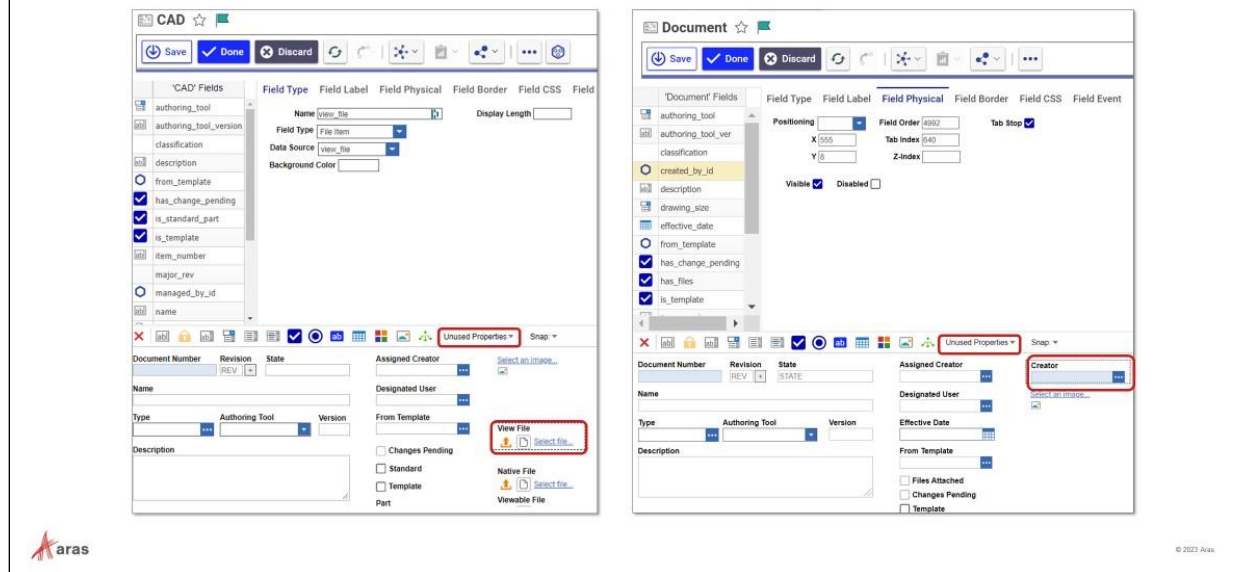 CAD
Save Done Discard
'CAD' Fields
authoring_tool
authoring_tool_version
classification
description
from_template
has_change_pending
is_standard_part
is_template
item_number
major_rev
managed_by_id
name
Field Type Field Label Field Physical Field Border Field CSS Field
Name view_file Display Length
Field Type File Item
Data Source view_file
Background Color
Unused Properties Snap:
Document Number Revision State Assigned Creator Select an image...
REV
Name Designated User
Type Authoring Tool Version From Template View File
Select file...
Description Changes Pending
Standard Native File
Template Select file...
Part Viewable File
Document
Save Done Discard
'Document' Fields
authoring_tool
authoring_tool_ver
classification
created_by_id
description
drawing_size
effective_date
from_template
has_change_pending
has_files
is_template
Field Type Field Label Field Physical Field Border Field CSS Field Event
Positioning Field Order 4992 Tab Stop
X 555 Tab Index 640
Y 8 Z-Index
Visible Disabled
Unused Properties Snap:
Document Number Revision State Assigned Creator Creator
REV STATE
Name Designated User Select an image...
Type Authoring Tool Version Effective Date
Description From Template
Files Attached
Changes Pending
Template
aras
© 2023 Aras